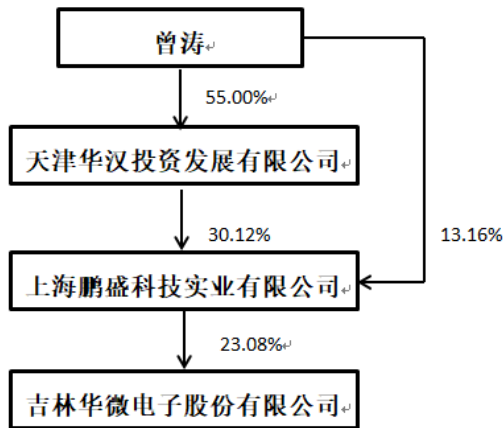 曾涛
55.00%
天津华汉投资发展有限公司
30.12%
13.16%
上海鹏盛科技实业有限公司
23.08%
吉林华微电子股份有限公司